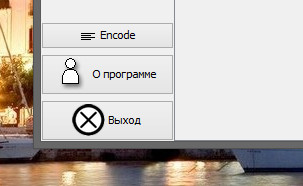 Encode
О программе
Выход